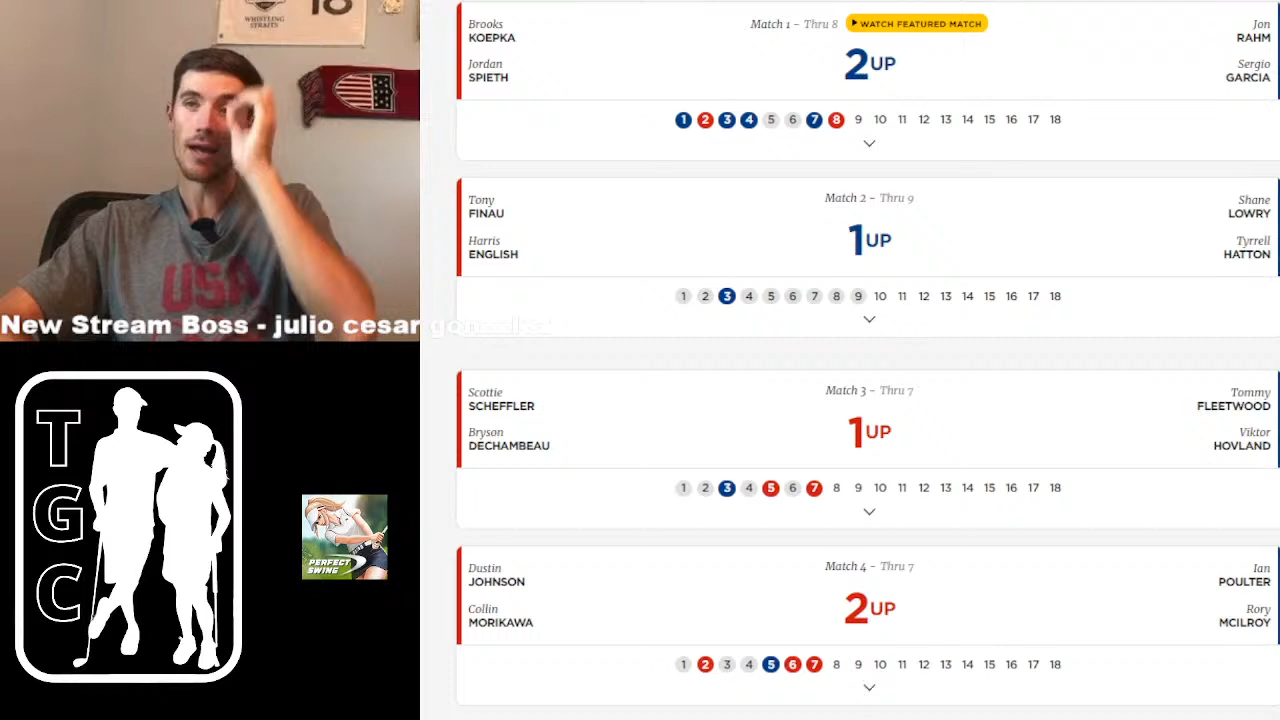 WHISTLING
STRAITS
18
USA
New Stream Boss - julio cesar
T
G
C
PERFECT
SWING
Brooks
KOEPKA
Jordan
SPIETH
Match 1 - Thru 8 WATCH FEATURED MATCH
2UP
Jon
RAHM
Sergio
GARCIA
1 2 3 4 5 6 7 8 9 10 11 12 13 14 15 16 17 18
Tony
FINAU
Harris
ENGLISH
Match 2 - Thru 9
1UP
Shane
LOWRY
Tyrrell
HATTON
1 2 3 4 5 6 7 8 9 10 11 12 13 14 15 16 17 18
Scottie
SCHEFFLER
Bryson
DECHAMBEAU
Match 3 - Thru 7
1UP
Tommy
FLEETWOOD
Viktor
HOVLAND
1 2 3 4 5 6 7 8 9 10 11 12 13 14 15 16 17 18
Dustin
JOHNSON
Collin
MORIKAWA
Match 4 - Thru 7
2UP
Ian
POULTER
Rory
MCILROY
1 2 3 4 5 6 7 8 9 10 11 12 13 14 15 16 17 18